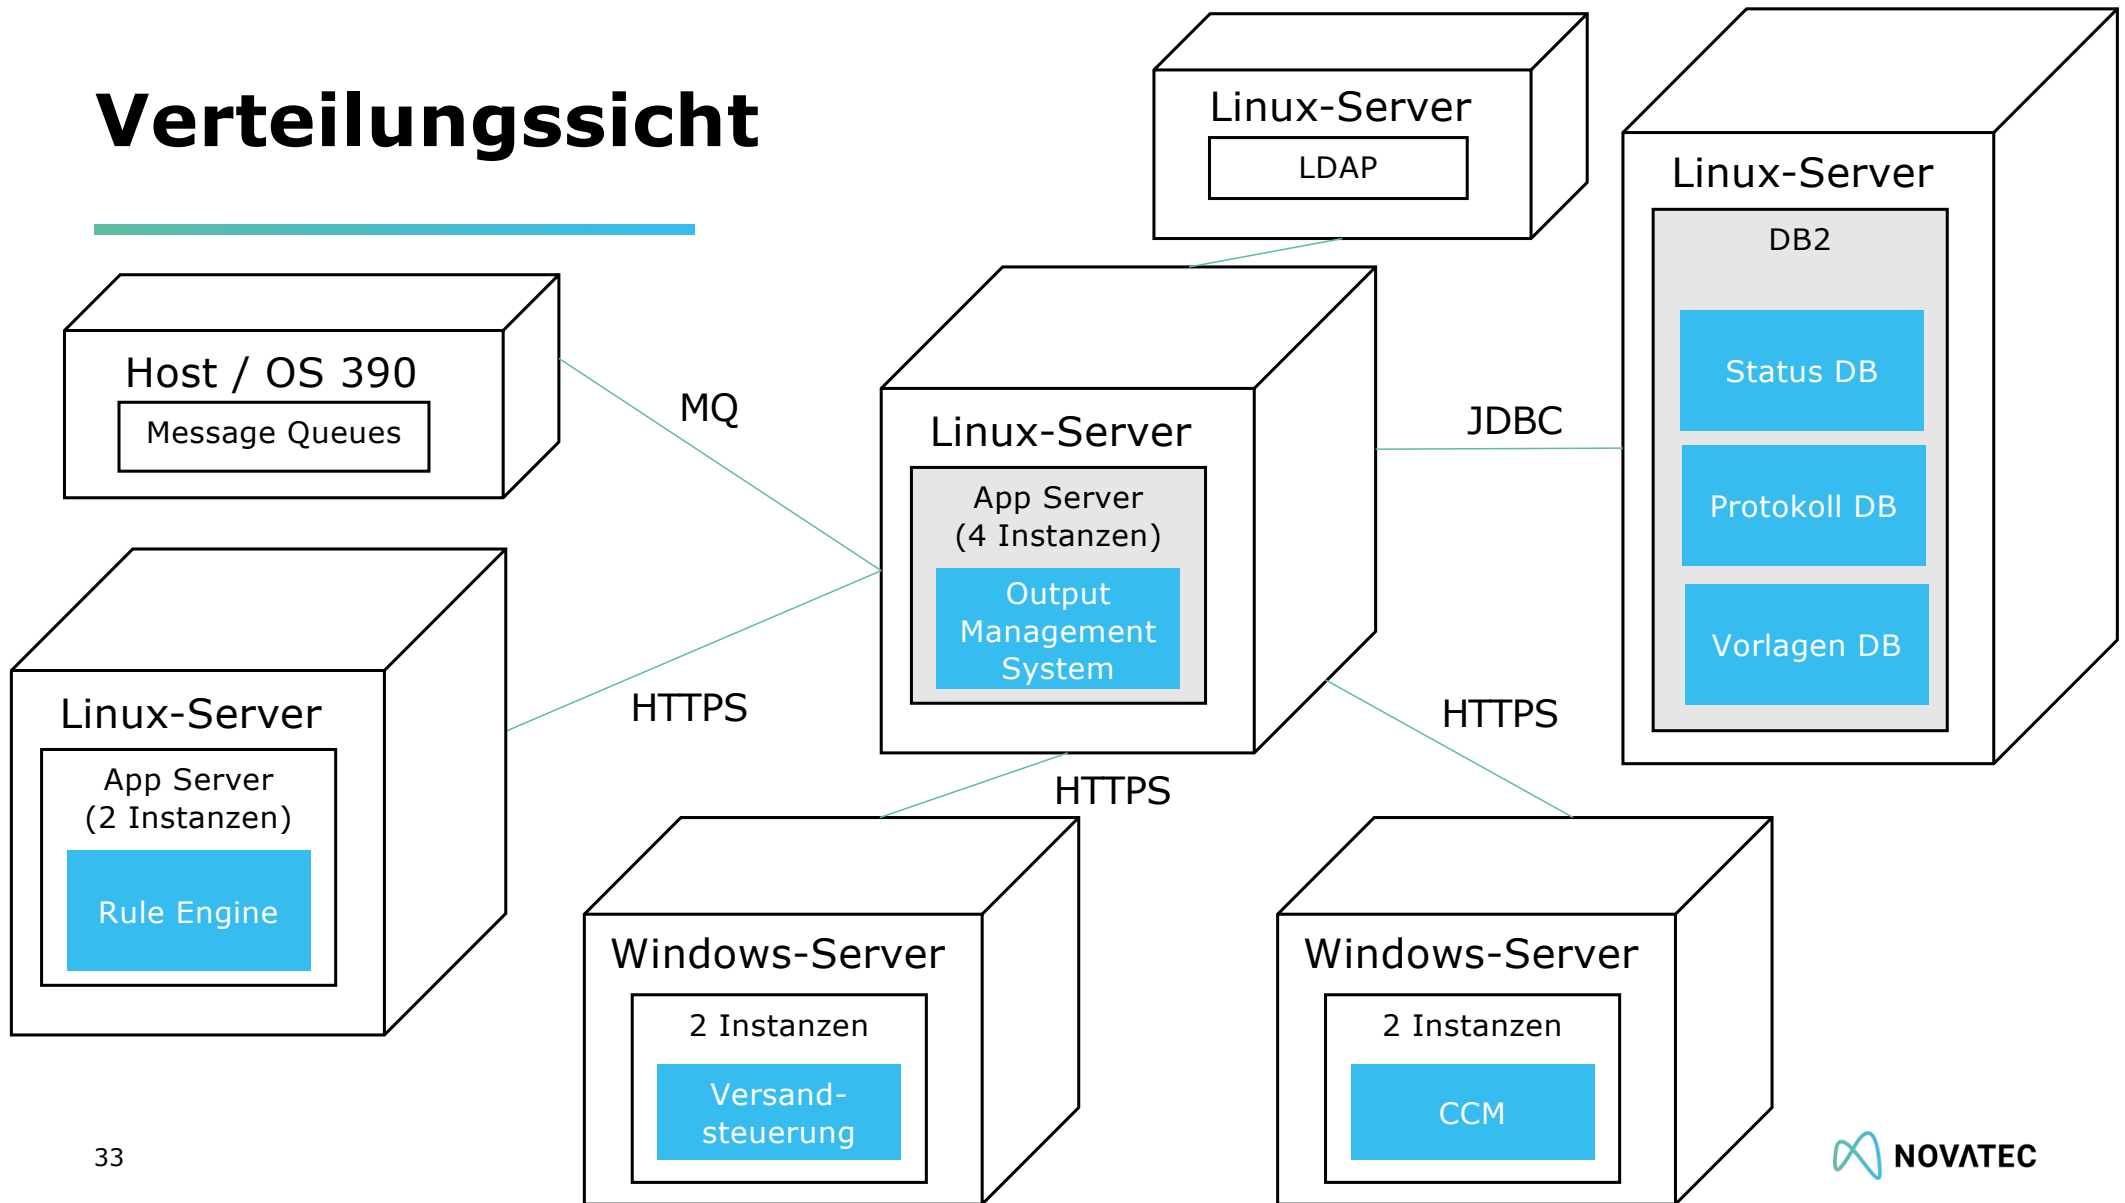 Verteilungssicht
Linux-Server
LDAP
Linux-Server
DB2
Status DB
Protokoll DB
Vorlagen DB
Host / OS 390
Message Queues
MQ
Linux-Server
App Server
(4 Instanzen)
Output
Management
System
JDBC
Linux-Server
App Server
(2 Instanzen)
Rule Engine
HTTPS
HTTPS
HTTPS
Windows-Server
2 Instanzen
Versand-
steuerung
Windows-Server
2 Instanzen
CCM
33
NOVATEC